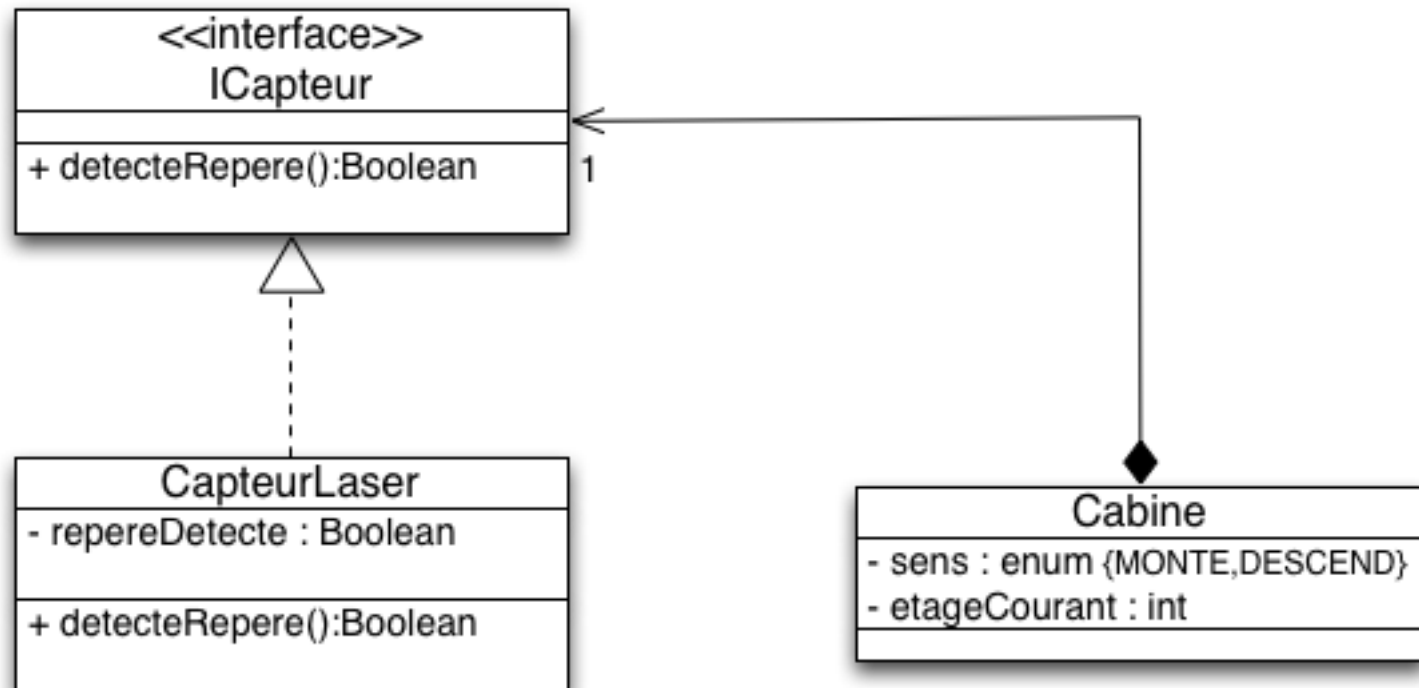 <<interface>>
ICapteur
+ detecteRepere():Boolean
1
CapteurLaser
- repereDetecte : Boolean
+ detecteRepere():Boolean
Cabine
- sens : enum {MONTE,DESCEND}
- etageCourant : int